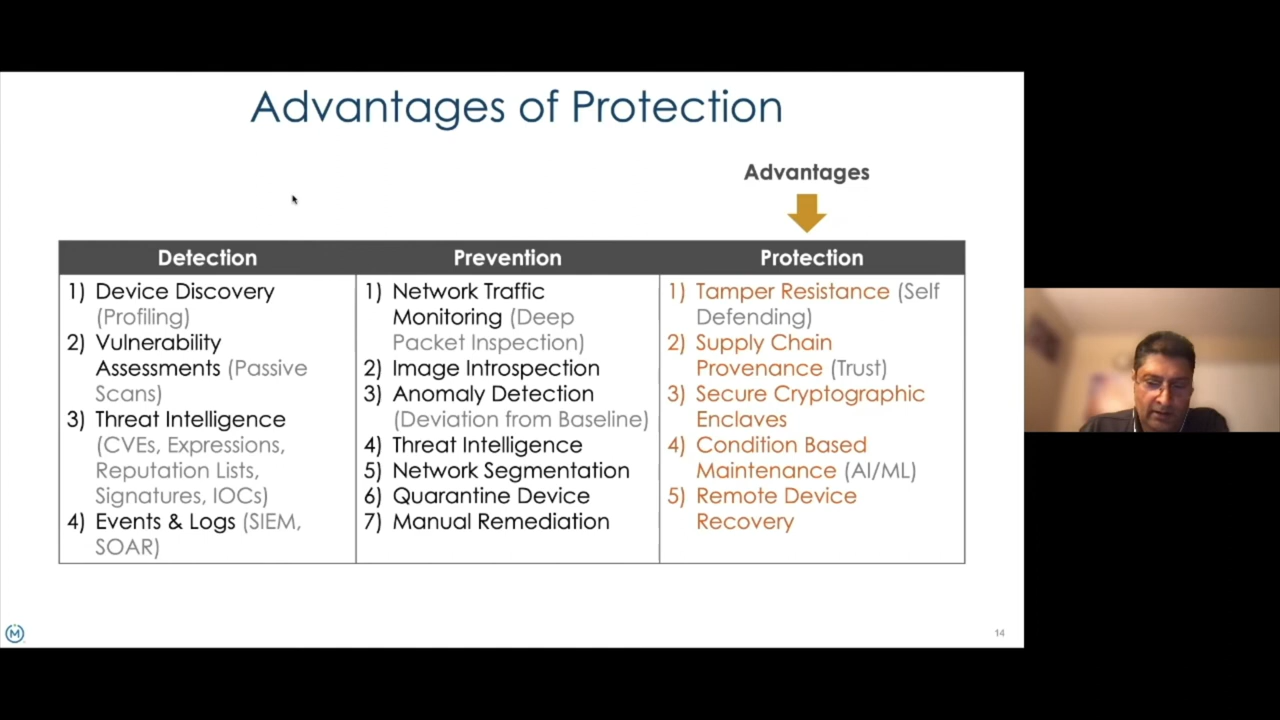 Advantages of Protection
Advantages
Detection
Prevention
Protection
1) Device Discovery
(Profiling)
2) Vulnerability
Assessments (Passive
Scans)
3) Threat Intelligence
(CVEs, Expressions,
Reputation Lists,
Signatures, IOCs)
4) Events & Logs (SIEM,
SOAR)
1) Network Traffic
Monitoring (Deep
Packet Inspection)
2) Image Introspection
3) Anomaly Detection
(Deviation from Baseline)
4) Threat Intelligence
5) Network Segmentation
6) Quarantine Device
7) Manual Remediation
1) Tamper Resistance (Self
Defending)
2) Supply Chain
Provenance (Trust)
3) Secure Cryptographic
Enclaves
4) Condition Based
Maintenance (AI/ML)
5) Remote Device
Recovery
M
14